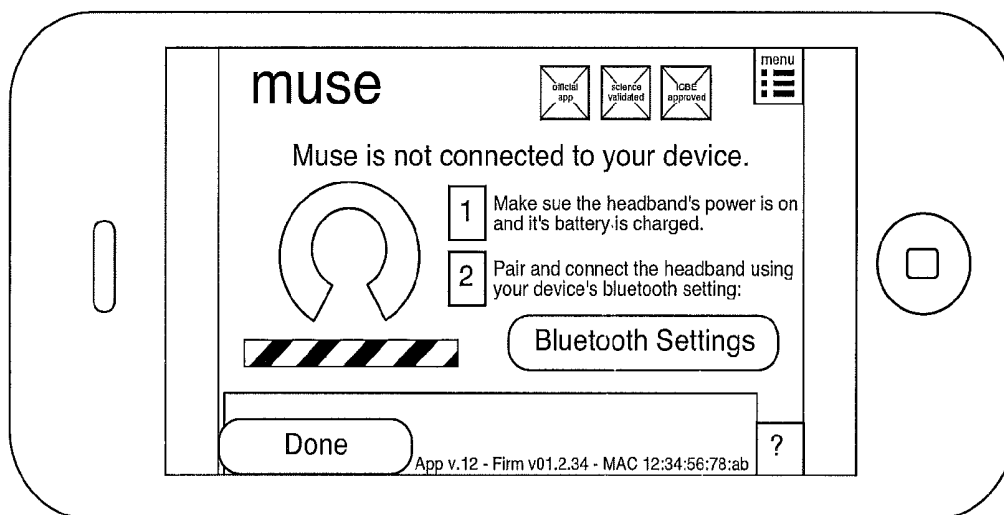 muse
official
app
science
validated
ICBE
approved
menu
Muse is not connected to your device.
1
Make sue the headband's power is on
and it's battery is charged.
2
Pair and connect the headband using
your device's bluetooth setting:
Bluetooth Settings
Done
App v.12 - Firm v01.2.34 - MAC 12:34:56:78:ab
?